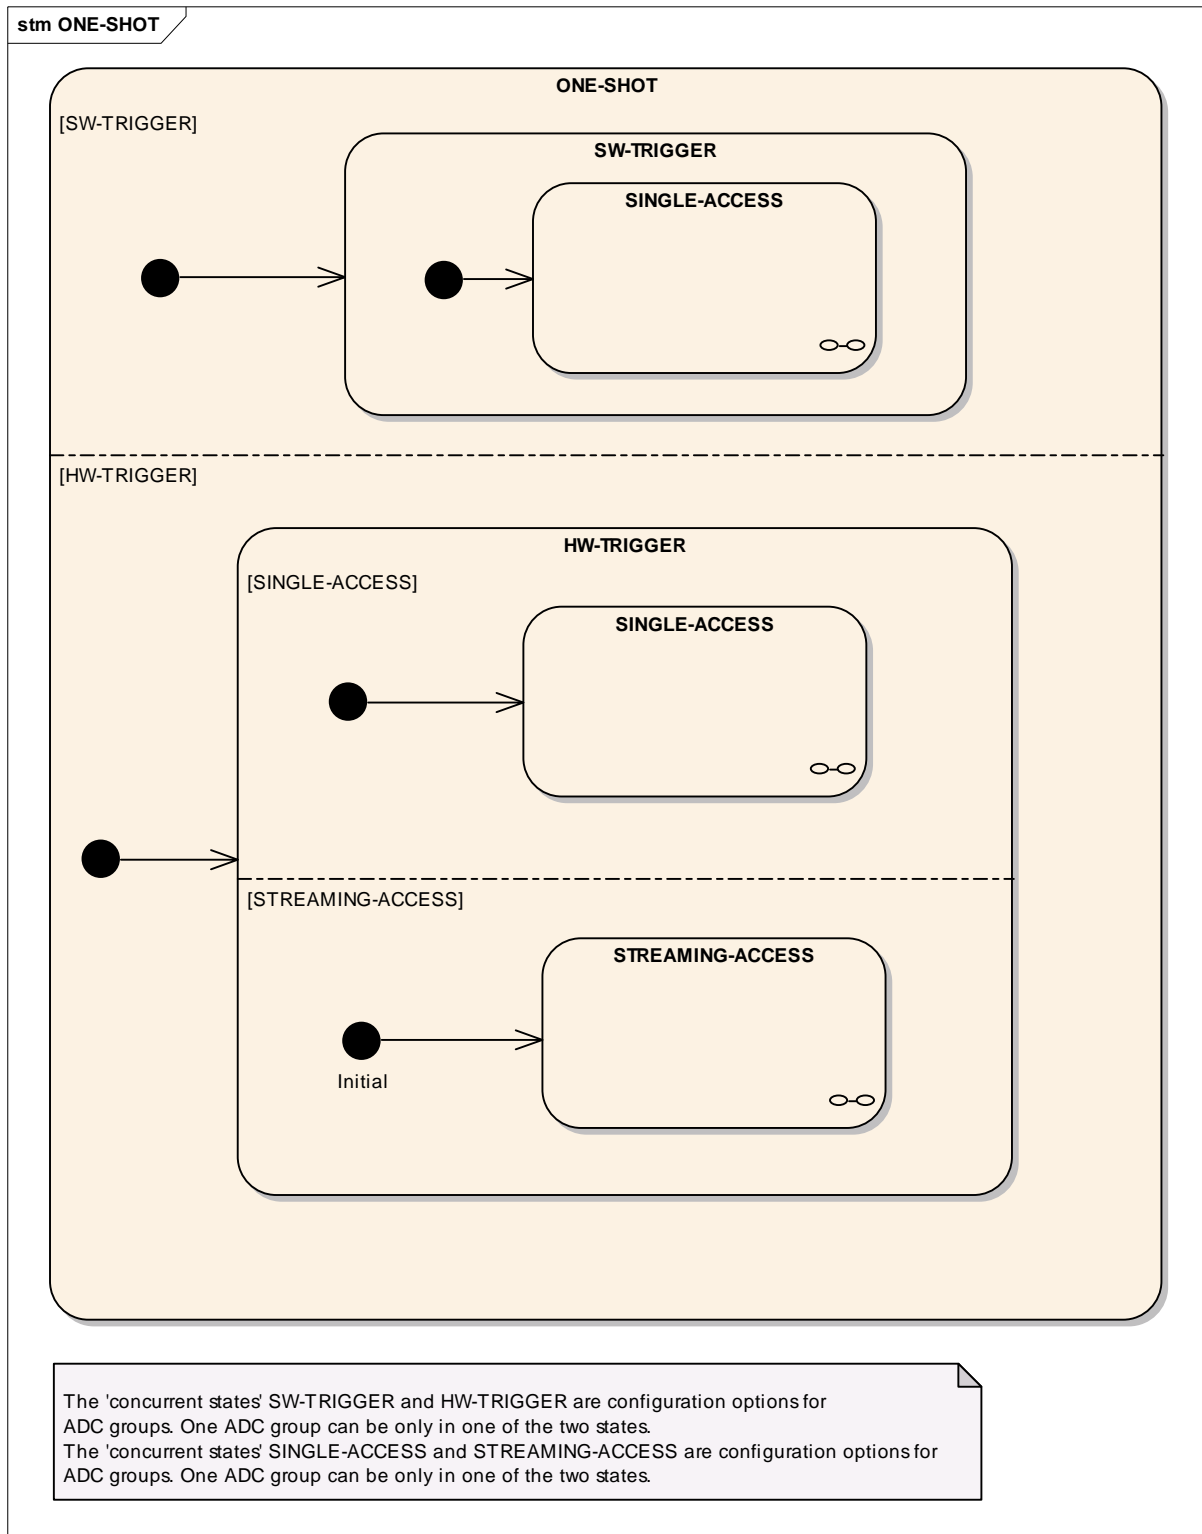 stm ONE-SHOT
ONE-SHOT
[SW-TRIGGER]
SW-TRIGGER
SINGLE-ACCESS
[HW-TRIGGER]
HW-TRIGGER
[SINGLE-ACCESS]
SINGLE-ACCESS
[STREAMING-ACCESS]
STREAMING-ACCESS
Initial
The 'concurrent states' SW-TRIGGER and HW-TRIGGER are configuration options for
ADC groups. One ADC group can be only in one of the two states.
The 'concurrent states' SINGLE-ACCESS and STREAMING-ACCESS are configuration options for
ADC groups. One ADC group can be only in one of the two states.